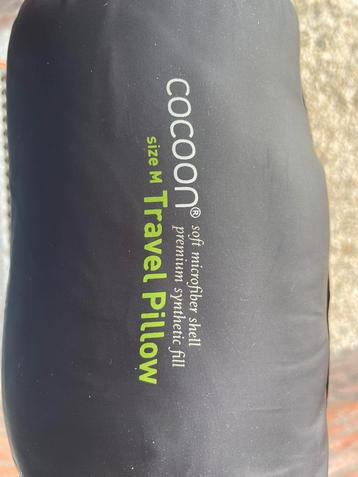 cocoon®
soft microfiber shell
premium synthetic fill
size M Travel Pillow